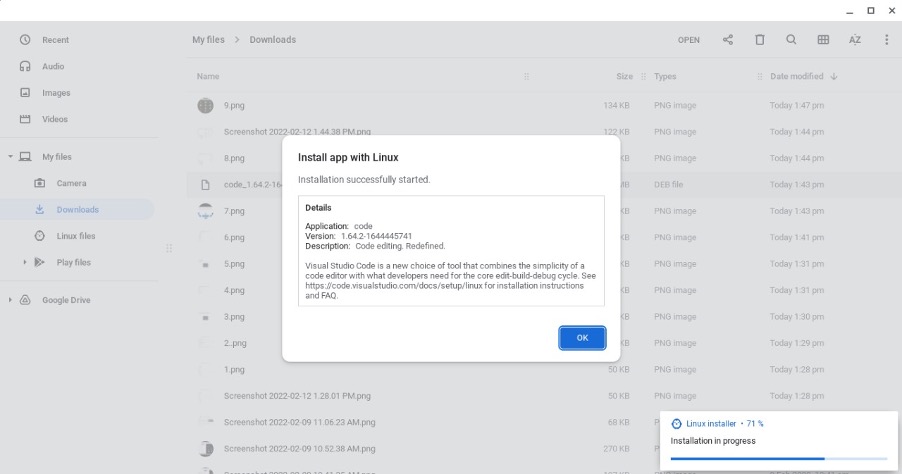 Recent
Audio
Images
Videos
My files
Camera
Downloads
Linux files
Play files
Google Drive
My files > Downloads OPEN AZ
Name Size Types Date modified
9.png 134 KB PNG image Today 1:47 pm
Screenshot 2022-02-12 1.44.38 PM.png 122 KB PNG image Today 1:44 pm
8.png KB PNG image Today 1:44 pm
code_1.64.2-16 MB DEB file Today 1:43 pm
7.png KB PNG image Today 1:43 pm
6.png KB PNG image Today 1:41 pm
5.png KB PNG image Today 1:31 pm
4.png KB PNG image Today 1:31 pm
3.png KB PNG image Today 1:30 pm
2..png KB PNG image Today 1:29 pm
1.png 50 KB PNG image Today 1:28 pm
Screenshot 2022-02-12 1.28.01 PM.png 50 KB PNG image Today 1:28 pm
Screenshot 2022-02-09 11.06.23 AM.png 68 KB PNG image
Screenshot 2022-02-09 10.52.38 AM.png 270 KB PNG image
Install app with Linux
Installation successfully started.
Details
Application: code
Version: 1.64.2-1644445741
Description: Code editing. Redefined.
Visual Studio Code is a new choice of tool that combines the simplicity of a
code editor with what developers need for the core edit-build-debug cycle. See
https://code.visualstudio.com/docs/setup/linux for installation instructions
and FAQ.
OK
Linux installer • 71 %
Installation in progress